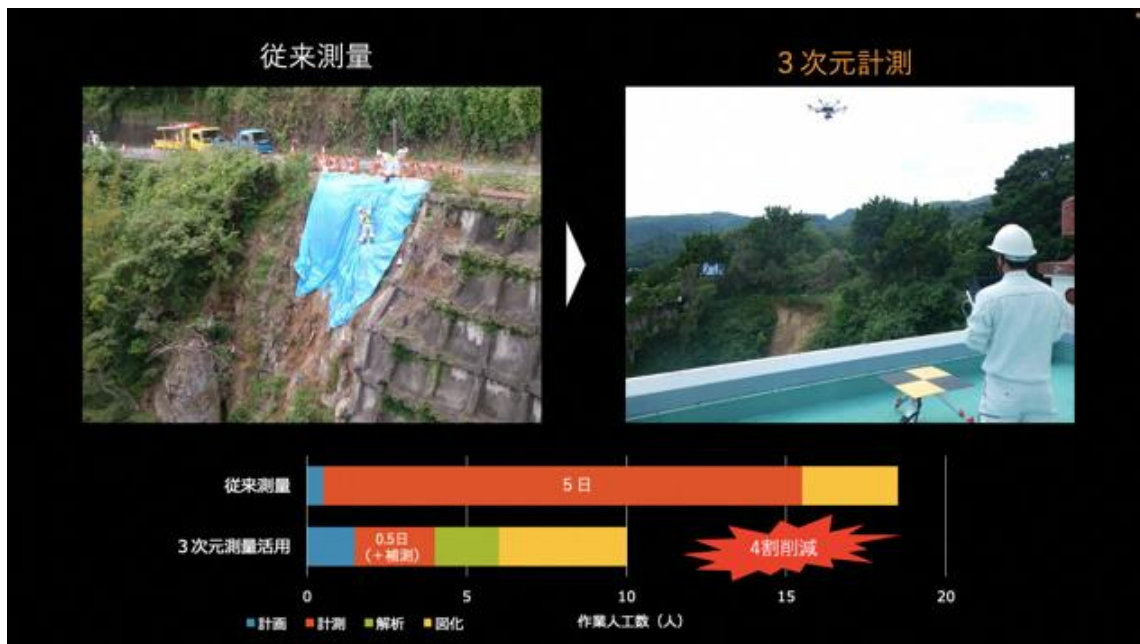 従来測量
3次元計測
従来測量
5日
3次元測量活用
0.5日
(+補測)
4割削減
0
5
10
15
20
■計画 ■計測 ■解析 ■図化
作業人工数（人）